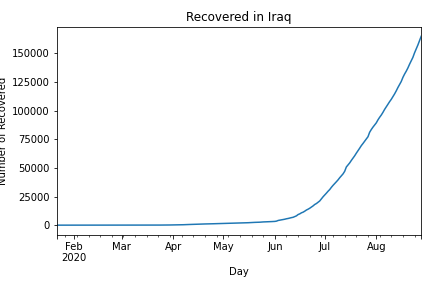 Recovered in Iraq
Number of Recovered
150000
125000
100000
75000
50000
25000
0
Feb Mar Apr May Jun Jul Aug
2020
Day